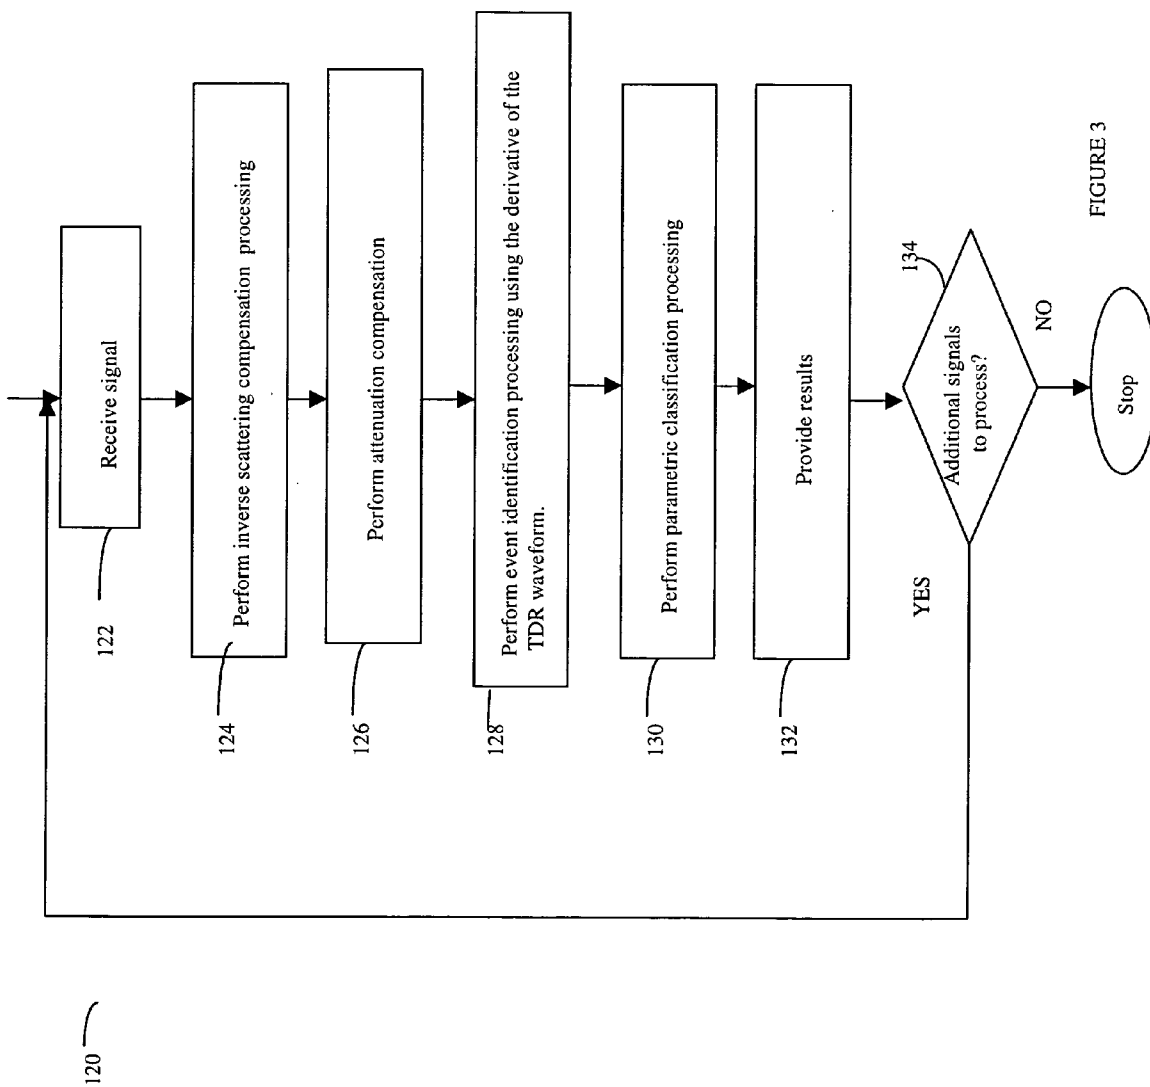 120
Receive signal
122
Perform inverse scattering compensation processing
124
Perform attenuation compensation
126
Perform event identification processing using the derivative of the
TDR waveform.
128
Perform parametric classification processing
130
Provide results
132
134
Additional signals
to process?
YES
NO
Stop
FIGURE 3